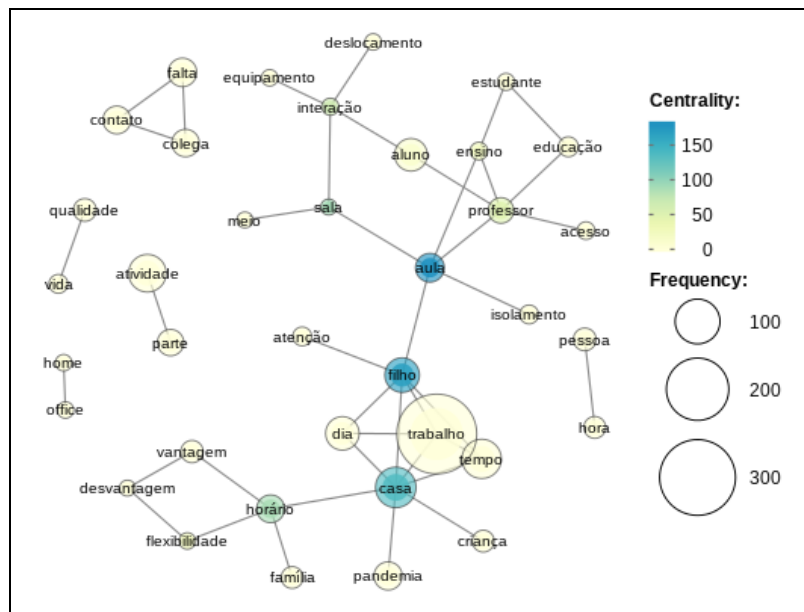 deslocamento
falta
equipamento
estudante
interação
contato
colega
aluno
ensino
educação
qualidade
meio
sala
professor
acesso
vida
atividade
aula
isolamento
parte
atenção
pessoa
home
filho
office
dia
trabalho
hora
vantagem
tempo
desvantagem
casa
horário
flexibilidade
criança
família
pandemia
Centrality:
150
100
50
0
Frequency:
100
200
300